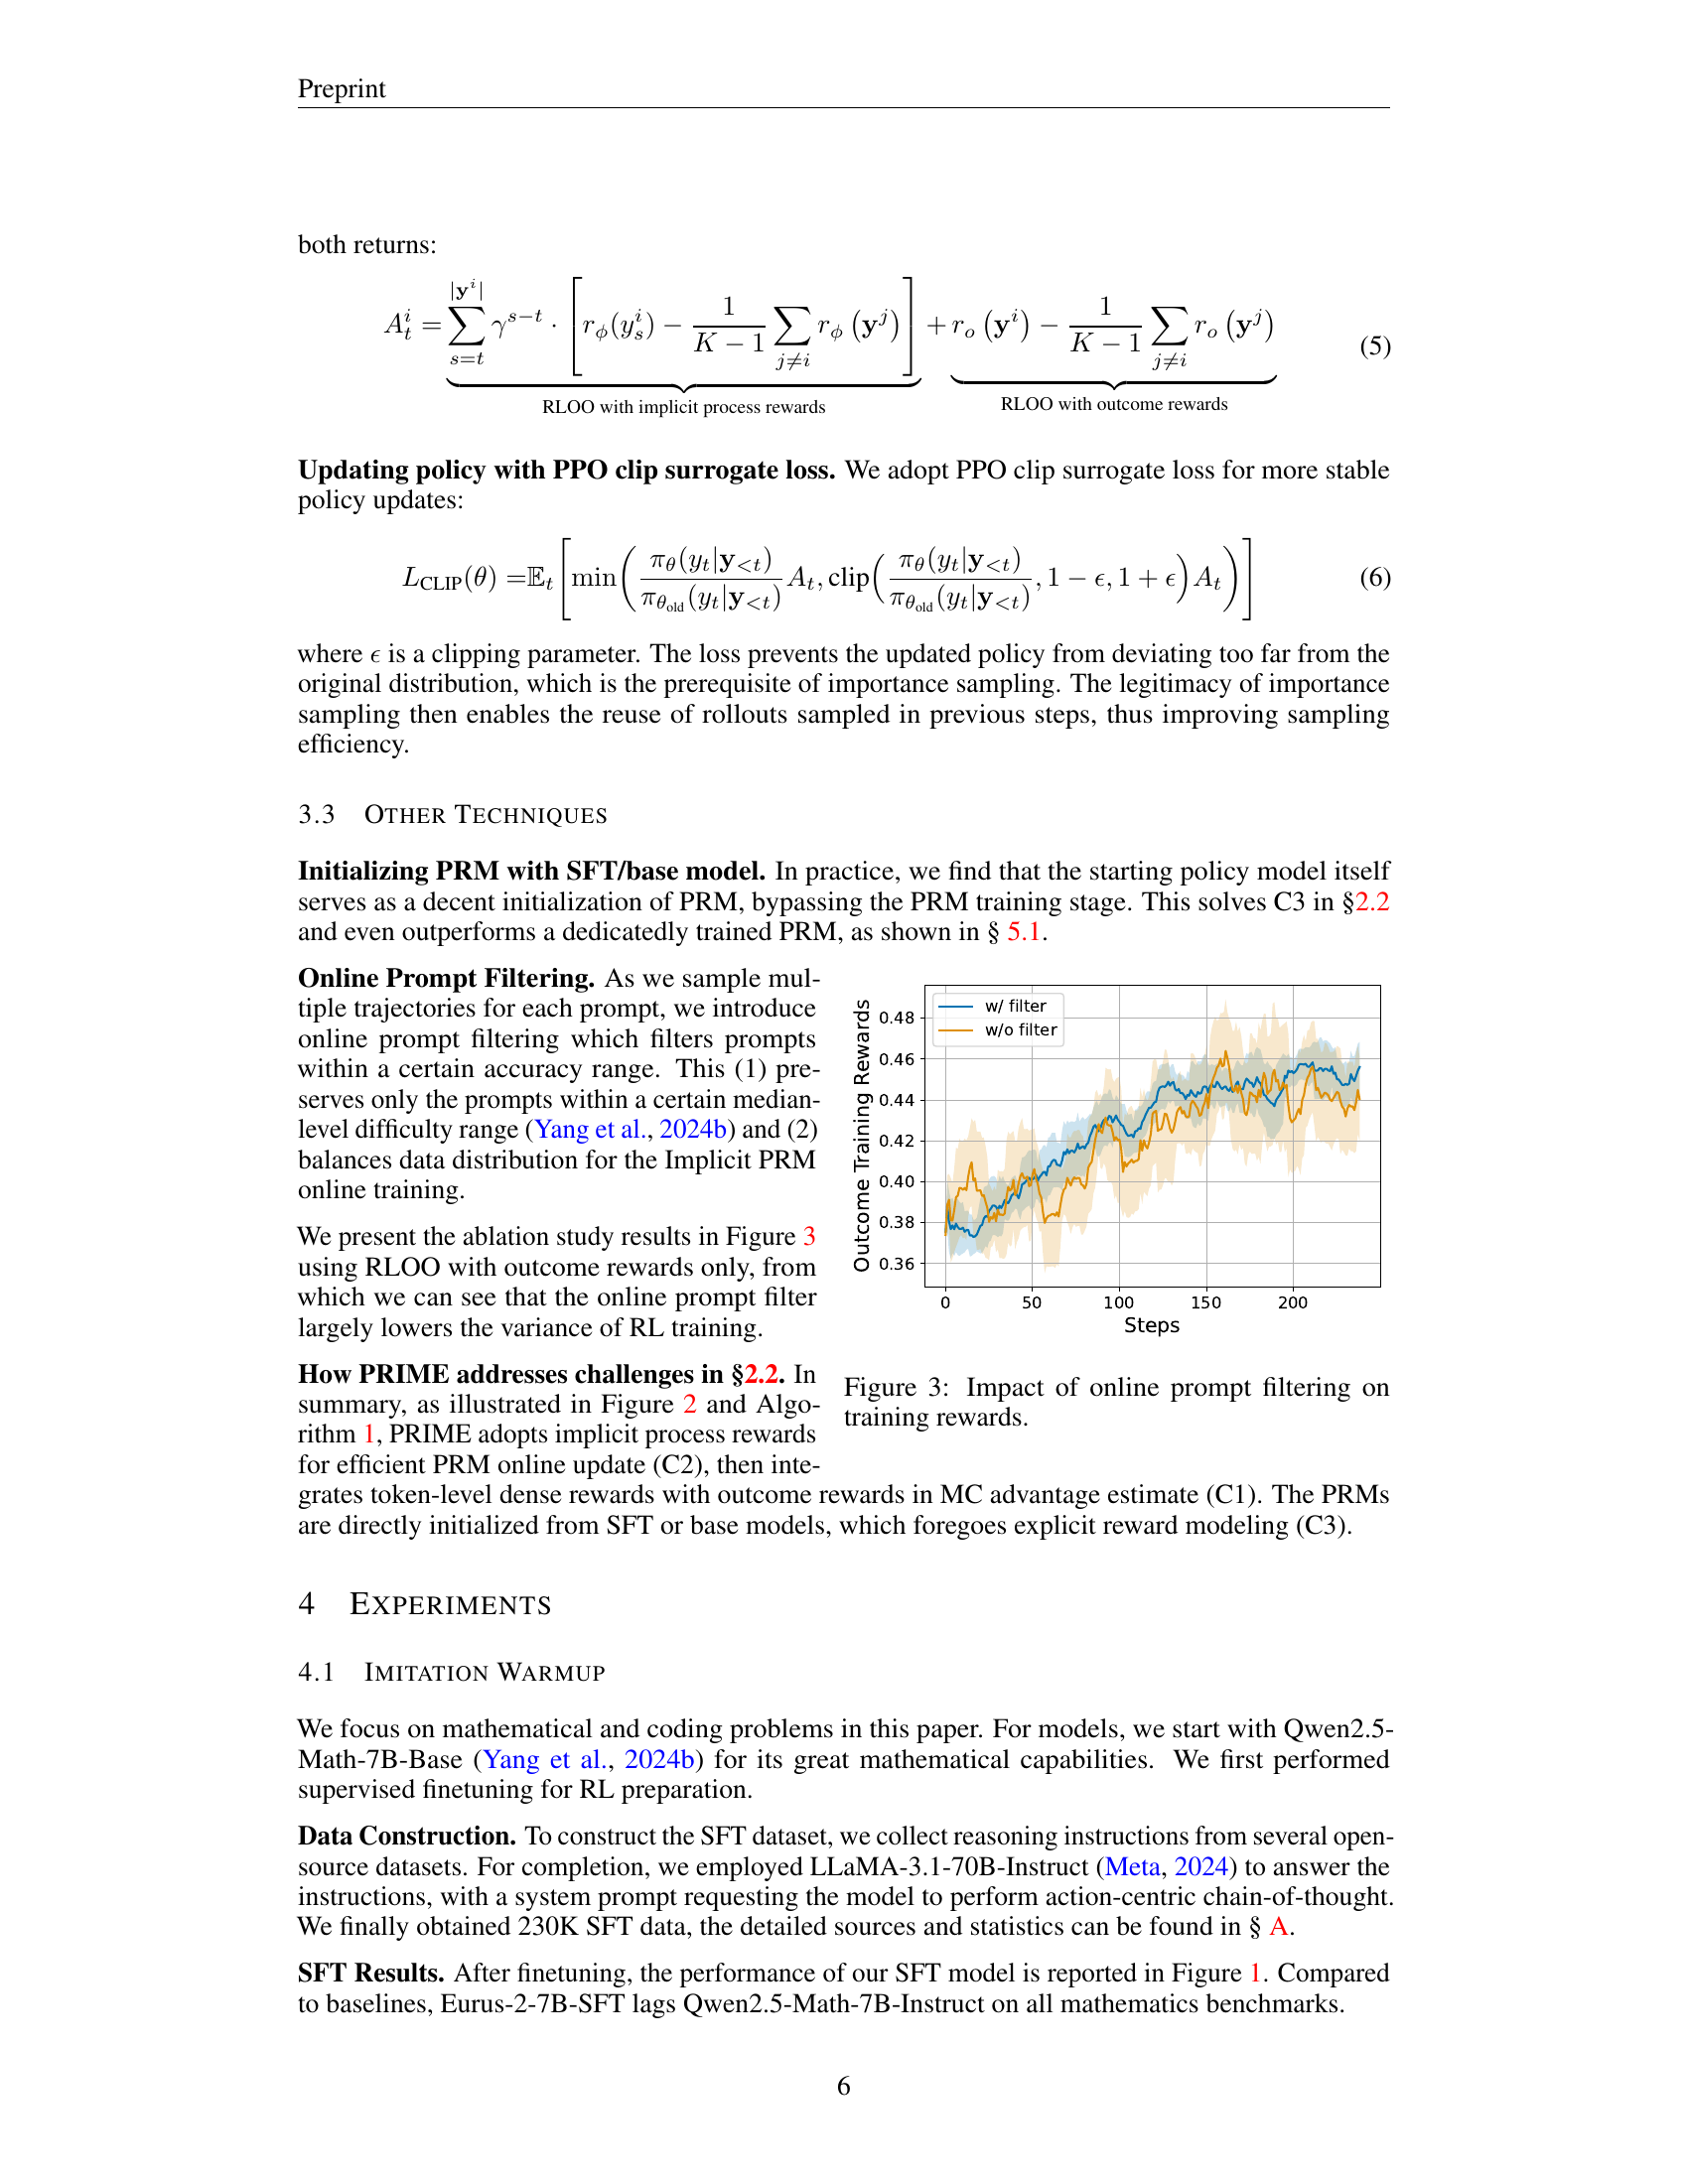 Preprint
both returns:
A_t^i = \sum_{s=t}^{|\mathbf{y}^i|} \gamma^{s-t} \cdot \left[ r_\phi(y_s^i) - \frac{1}{K-1} \sum_{j \neq i} r_\phi(\mathbf{y}^j) \right] + r_o(\mathbf{y}^i) - \frac{1}{K-1} \sum_{j \neq i} r_o(\mathbf{y}^j) (5)
RLOO with implicit process rewards RLOO with outcome rewards
Updating policy with PPO clip surrogate loss. We adopt PPO clip surrogate loss for more stable
policy updates:
L_{CLIP}(\theta) = \mathbb{E}_t \left[ \min\left( \frac{\pi_\theta(y_t|\mathbf{y}_{<t})}{\pi_{\theta_{old}}(y_t|\mathbf{y}_{<t})} A_t, clip\left( \frac{\pi_\theta(y_t|\mathbf{y}_{<t})}{\pi_{\theta_{old}}(y_t|\mathbf{y}_{<t})}, 1 - \epsilon, 1 + \epsilon \right) A_t \right) \right] (6)
where ϵ is a clipping parameter. The loss prevents the updated policy from deviating too far from the
original distribution, which is the prerequisite of importance sampling. The legitimacy of importance
sampling then enables the reuse of rollouts sampled in previous steps, thus improving sampling
efficiency.
3.3 OTHER TECHNIQUES
Initializing PRM with SFT/base model. In practice, we find that the starting policy model itself
serves as a decent initialization of PRM, bypassing the PRM training stage. This solves C3 in §2.2
and even outperforms a dedicatedly trained PRM, as shown in § 5.1.
Online Prompt Filtering. As we sample mul-
tiple trajectories for each prompt, we introduce
online prompt filtering which filters prompts
within a certain accuracy range. This (1) pre-
serves only the prompts within a certain median-
level difficulty range (Yang et al., 2024b) and (2)
balances data distribution for the Implicit PRM
online training.
We present the ablation study results in Figure 3
using RLOO with outcome rewards only, from
which we can see that the online prompt filter
largely lowers the variance of RL training.
How PRIME addresses challenges in §2.2. In
summary, as illustrated in Figure 2 and Algo-
rithm 1, PRIME adopts implicit process rewards
for efficient PRM online update (C2), then inte-
grates token-level dense rewards with outcome rewards in MC advantage estimate (C1). The PRMs
are directly initialized from SFT or base models, which foregoes explicit reward modeling (C3).
Outcome Training Rewards
0.48
0.46
0.44
0.42
0.40
0.38
0.36
w/ filter
w/o filter
0 50 100 150 200
Steps
Figure 3: Impact of online prompt filtering on
training rewards.
4 EXPERIMENTS
4.1 IMITATION WARMUP
We focus on mathematical and coding problems in this paper. For models, we start with Qwen2.5-
Math-7B-Base (Yang et al., 2024b) for its great mathematical capabilities. We first performed
supervised finetuning for RL preparation.
Data Construction. To construct the SFT dataset, we collect reasoning instructions from several open-
source datasets. For completion, we employed LLaMA-3.1-70B-Instruct (Meta, 2024) to answer the
instructions, with a system prompt requesting the model to perform action-centric chain-of-thought.
We finally obtained 230K SFT data, the detailed sources and statistics can be found in § A.
SFT Results. After finetuning, the performance of our SFT model is reported in Figure 1. Compared
to baselines, Eurus-2-7B-SFT lags Qwen2.5-Math-7B-Instruct on all mathematics benchmarks.
6